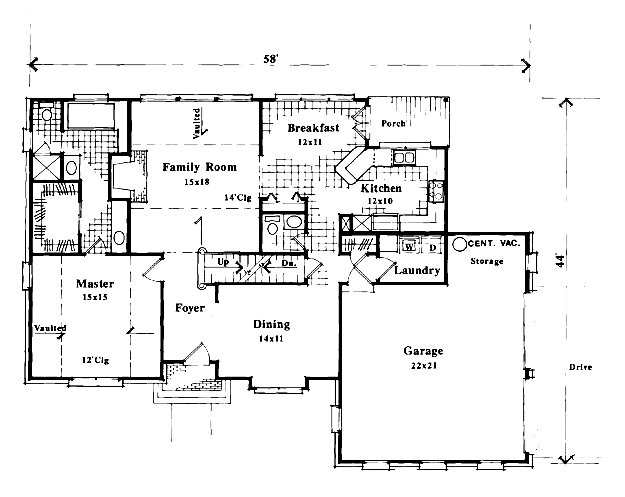 58'
Vaulted
Breakfast
12x11
Porch
Family Room
15x18
14'Clg
Kitchen
12x10
W D
CENT. VAC.
Storage
Up
Dn.
Laundry
44'
Master
15x15
Foyer
Vaulted
Dining
14x11
12'Clg
Garage
22x21
Drive